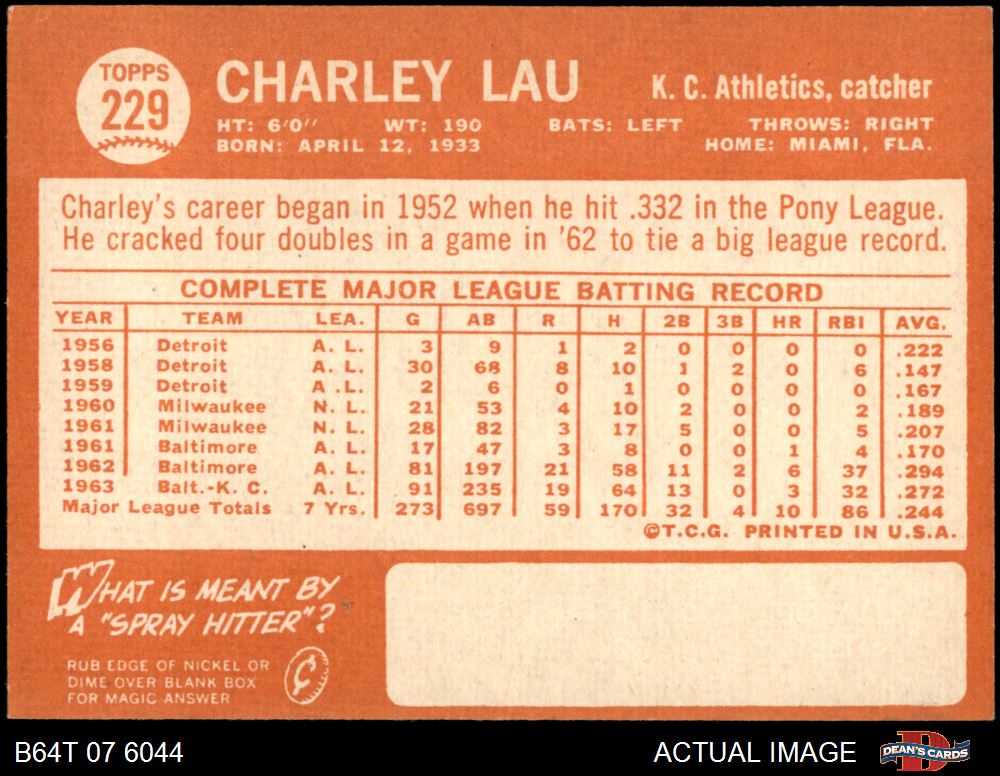 TOPPS
229
CHARLEY LAU
K. C. Athletics, catcher
HT: 6'0" WT: 190 BATS: LEFT THROWS: RIGHT
BORN: APRIL 12, 1933 HOME: MIAMI, FLA.
Charley's career began in 1952 when he hit .332 in the Pony League.
He cracked four doubles in a game in '62 to tie a big league record.
COMPLETE MAJOR LEAGUE BATTING RECORD
YEAR TEAM LEA. G AB R H 2B 3B HR RBI AVG.
1956 Detroit A. L. 3 9 1 2 0 0 0 0 .222
1958 Detroit A. L. 30 68 8 10 1 2 0 6 .147
1959 Detroit A .L. 2 6 0 1 0 0 0 0 .167
1960 Milwaukee N. L. 21 53 4 10 2 0 0 2 .189
1961 Milwaukee N. L. 28 82 3 17 5 0 0 5 .207
1961 Baltimore A. L. 17 47 3 8 0 0 1 4 .170
1962 Baltimore A. L. 81 197 21 58 11 2 6 37 .294
1963 Balt.-K. C. A. L. 91 235 19 64 13 0 3 32 .272
Major League Totals 7 Yrs. 273 697 59 170 32 4 10 86 .244
©T.C.G. PRINTED IN U.S.A.
WHAT IS MEANT BY
A "SPRAY HITTER"?
RUB EDGE OF NICKEL OR
DIME OVER BLANK BOX
FOR MAGIC ANSWER
¢
B64T 07 6044
ACTUAL IMAGE
D
DEAN'S CARDS